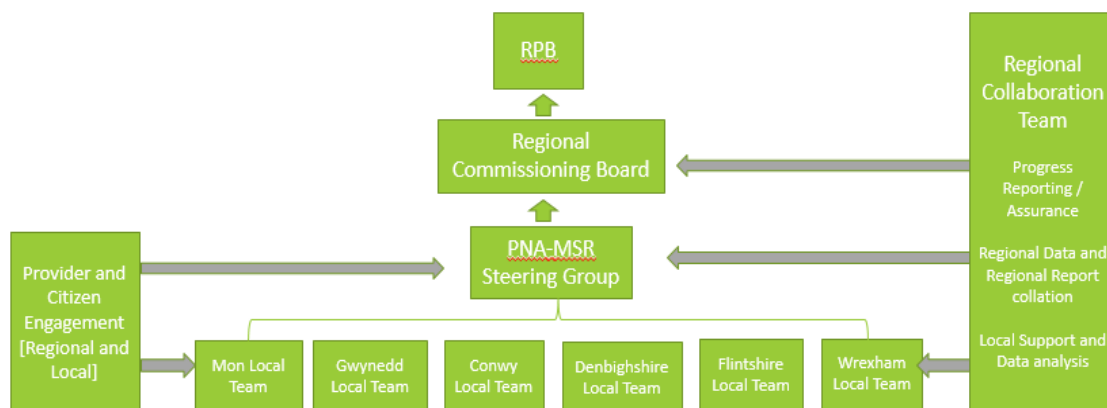 RPB
Regional
Commissioning Board
PNA-MSR
Steering Group
Provider and
Citizen
Engagement
[Regional and
Local]
Mon Local
Team
Gwynedd
Local Team
Conwy
Local Team
Denbighshire
Local Team
Flintshire
Local Team
Wrexham
Local Team
Regional
Collaboration
Team
Progress
Reporting /
Assurance
Regional Data and
Regional Report
collation
Local Support and
Data analysis